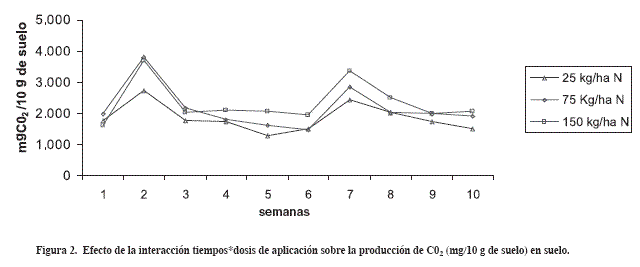 5,000
4.000
3.000
2.000
1.000
0
mgC0₂ /10 g de suelo
1 2 3 4 5 6 7 8 9 10
semanas
25 kg/ha N
75 Kg/ha N
150 kg/ha N
Figura 2. Efecto de la interacción tiempos*dosis de aplicación sobre la producción de C0₂ (mg/10 g de suelo) en suelo.